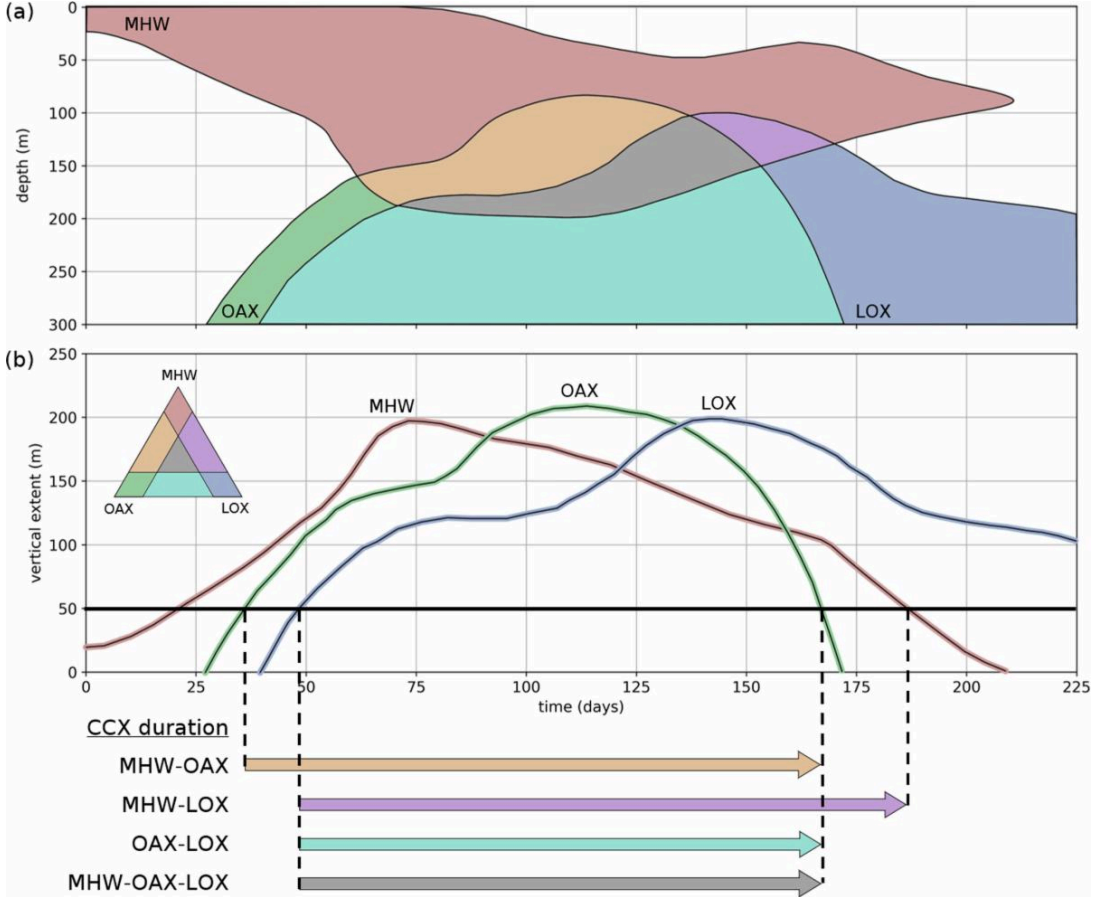 (a)
0
50
100
150
200
250
300
depth (m)
MHW
OAX
LOX
(b)
250
200
150
100
50
0
vertical extent (m)
MHW
OAX
LOX
MHW
OAX
LOX
0 25 50 75 100 125 150 175 200 225
time (days)
CCX duration
MHW-OAX
MHW-LOX
OAX-LOX
MHW-OAX-LOX